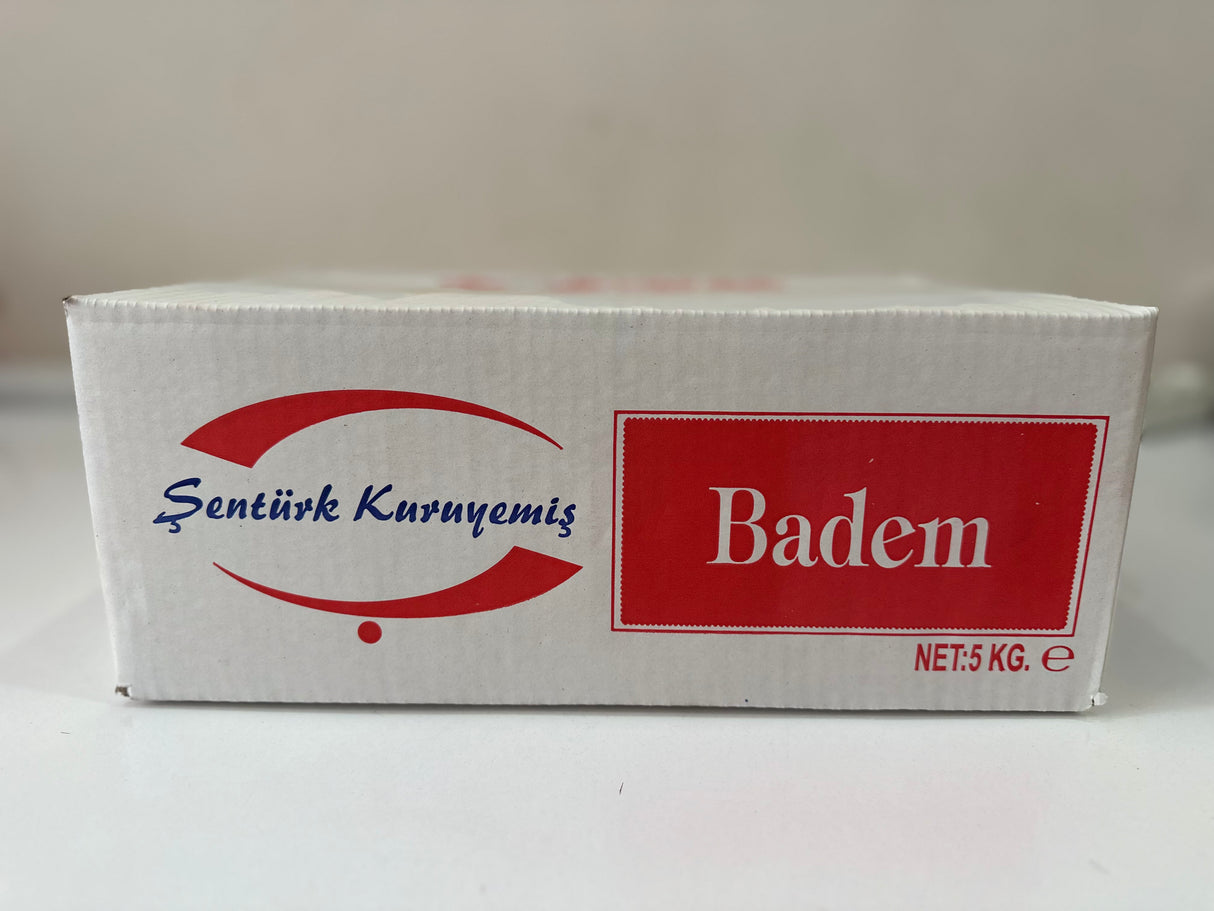 Şentürk Kuruyemiş
Badem
NET:5 KG. ℮